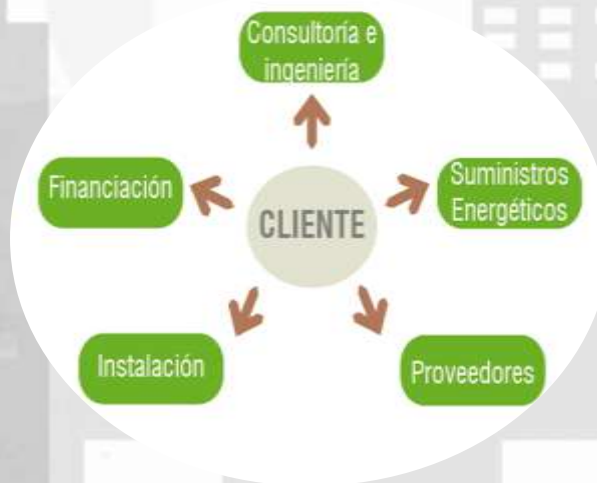 Consultoría e
ingeniería
Financiación
Suministros
Energéticos
CLIENTE
Instalación
Proveedores